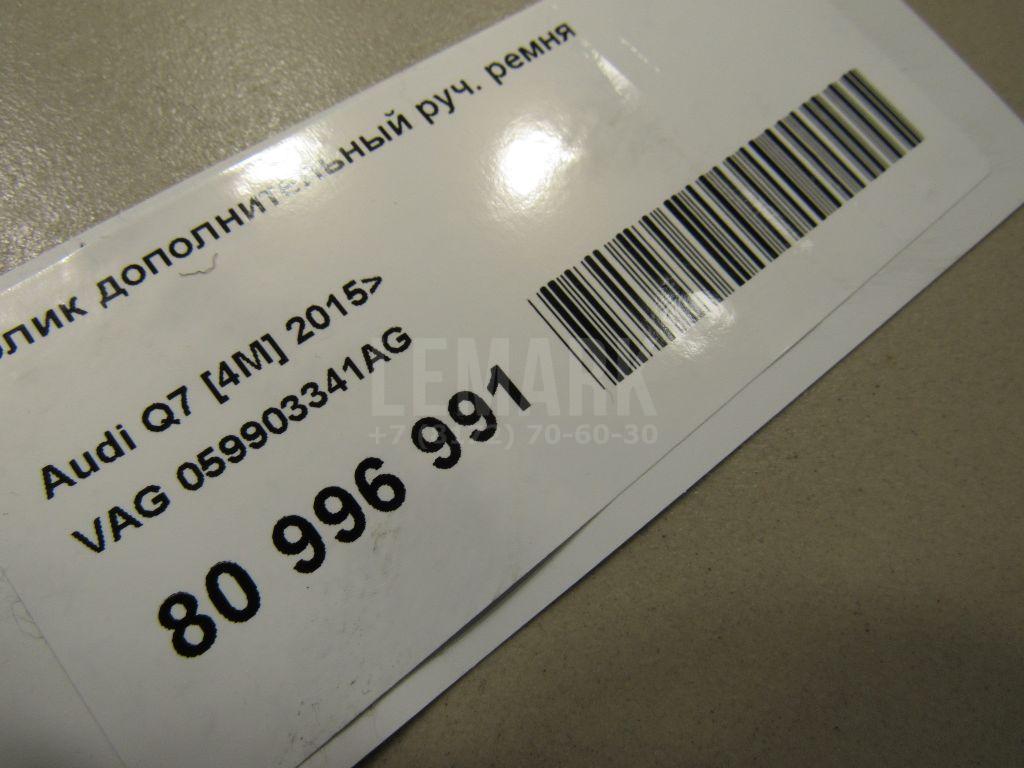 олик дополнительный руч. ремня
Audi Q7 [4M] 2015>
VAG 059903341AG
80 996 991
LEMARK
70-60-30